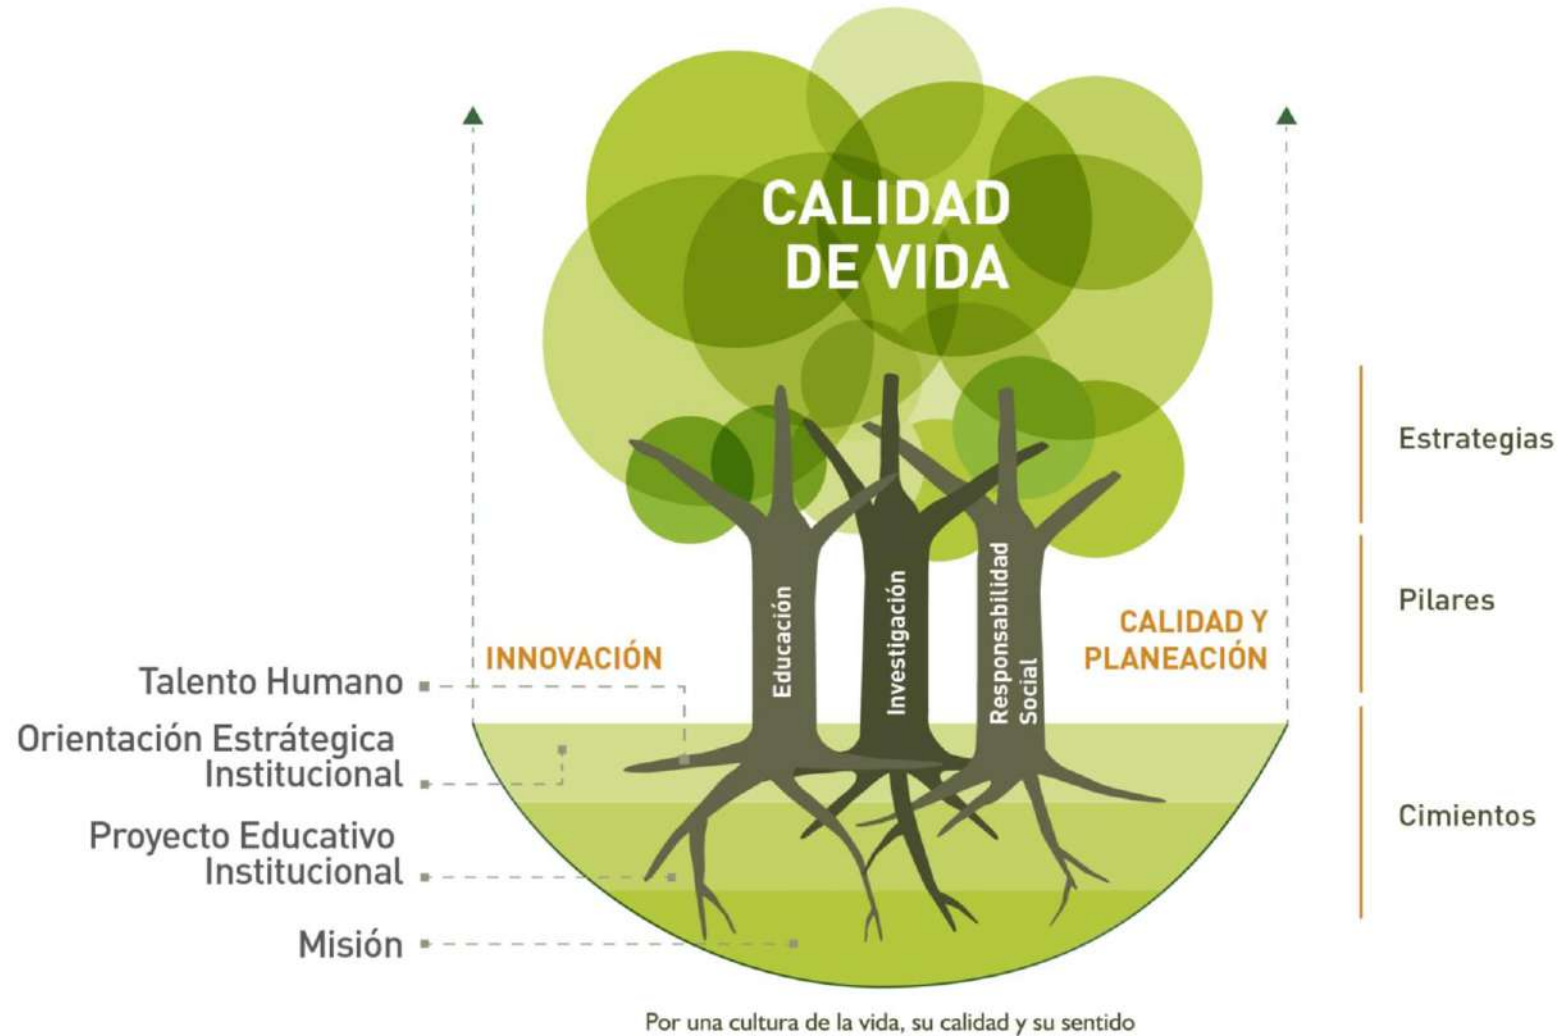 CALIDAD
DE VIDA
Estrategias
Pilares
Cimientos
Educación
Investigación
Responsabilidad
Social
INNOVACIÓN
CALIDAD Y
PLANEACIÓN
Talento Humano
Orientación Estrátegica
Institucional
Proyecto Educativo
Institucional
Misión
Por una cultura de la vida, su calidad y su sentido